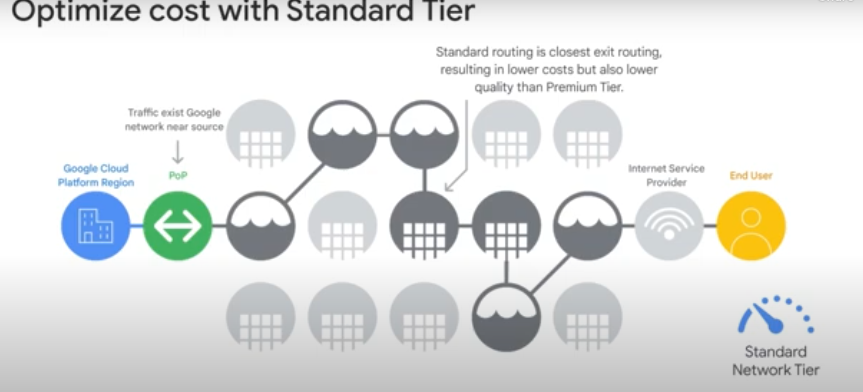 Optimize cost with Standard Tier
Standard routing is closest exit routing,
resulting in lower costs but also lower
quality than Premium Tier.
Traffic exist Google
network near source
Google Cloud
Platform Region
PoP
Internet Service
Provider
End User
Standard
Network Tier